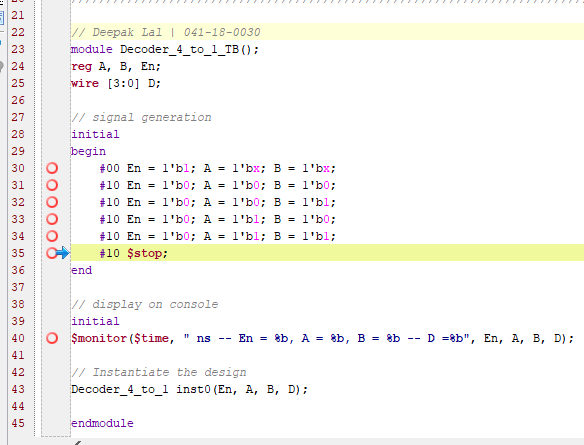 21
22 // Deepak Lal | 041-18-0030
23 module Decoder_4_to_1_TB();
24 reg A, B, En;
25 wire [3:0] D;
26
27 // signal generation
28 initial
29 begin
30 #00 En = 1'b1; A = 1'bx; B = 1'bx;
31 #10 En = 1'b0; A = 1'b0; B = 1'b0;
32 #10 En = 1'b0; A = 1'b0; B = 1'b1;
33 #10 En = 1'b0; A = 1'b1; B = 1'b0;
34 #10 En = 1'b0; A = 1'b1; B = 1'b1;
35 #10 $stop;
36 end
37
38 // display on console
39 initial
40 $monitor($time, " ns -- En = %b, A = %b, B = %b -- D =%b", En, A, B, D);
41
42 // Instantiate the design
43 Decoder_4_to_1 inst0(En, A, B, D);
44
45 endmodule